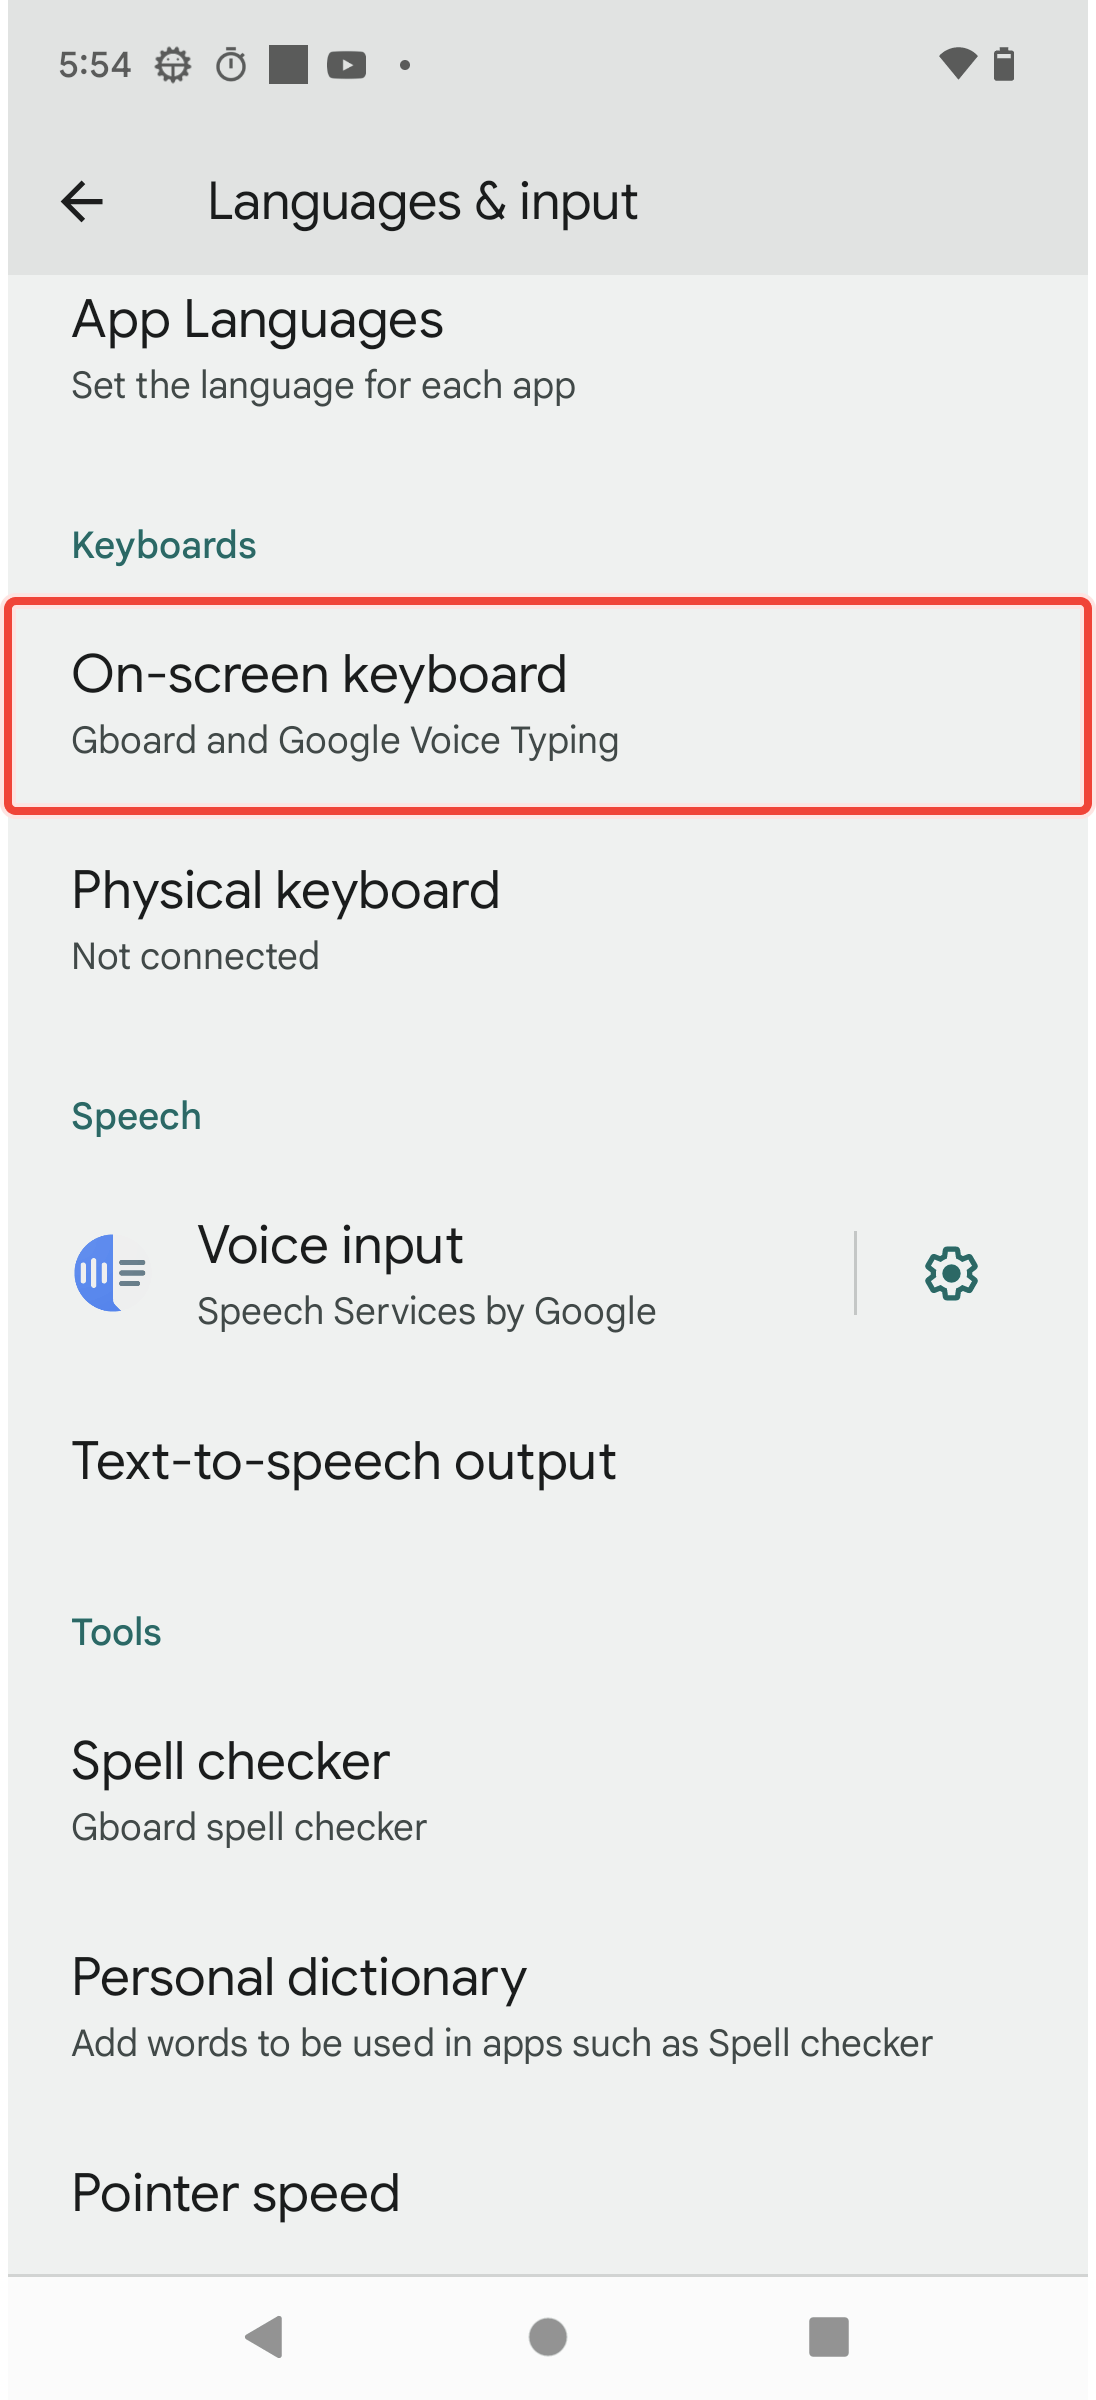 5:54
Languages & input
App Languages
Set the language for each app
Keyboards
On-screen keyboard
Gboard and Google Voice Typing
Physical keyboard
Not connected
Speech
Voice input
Speech Services by Google
Text-to-speech output
Tools
Spell checker
Gboard spell checker
Personal dictionary
Add words to be used in apps such as Spell checker
Pointer speed